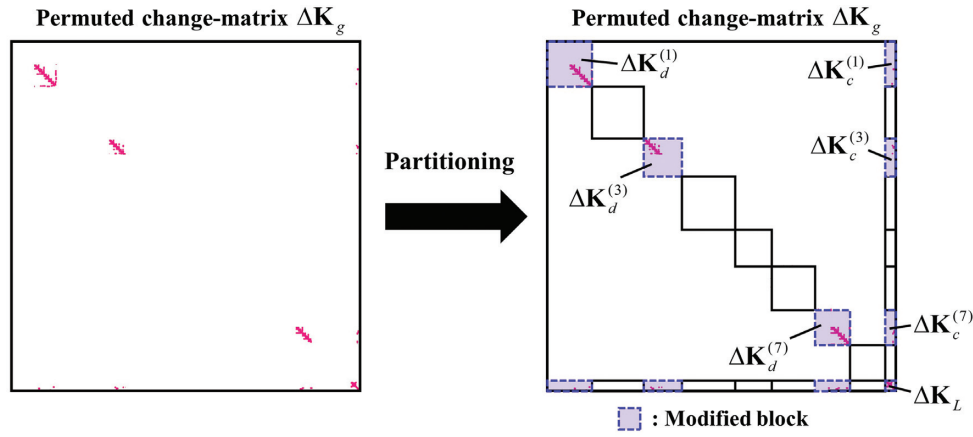 Permuted change-matrix ΔK_g
Permuted change-matrix ΔK_g
ΔK_d^(1)
ΔK_c^(1)
ΔK_c^(3)
Partitioning
ΔK_d^(3)
ΔK_c^(7)
ΔK_d^(7)
ΔK_L
: Modified block